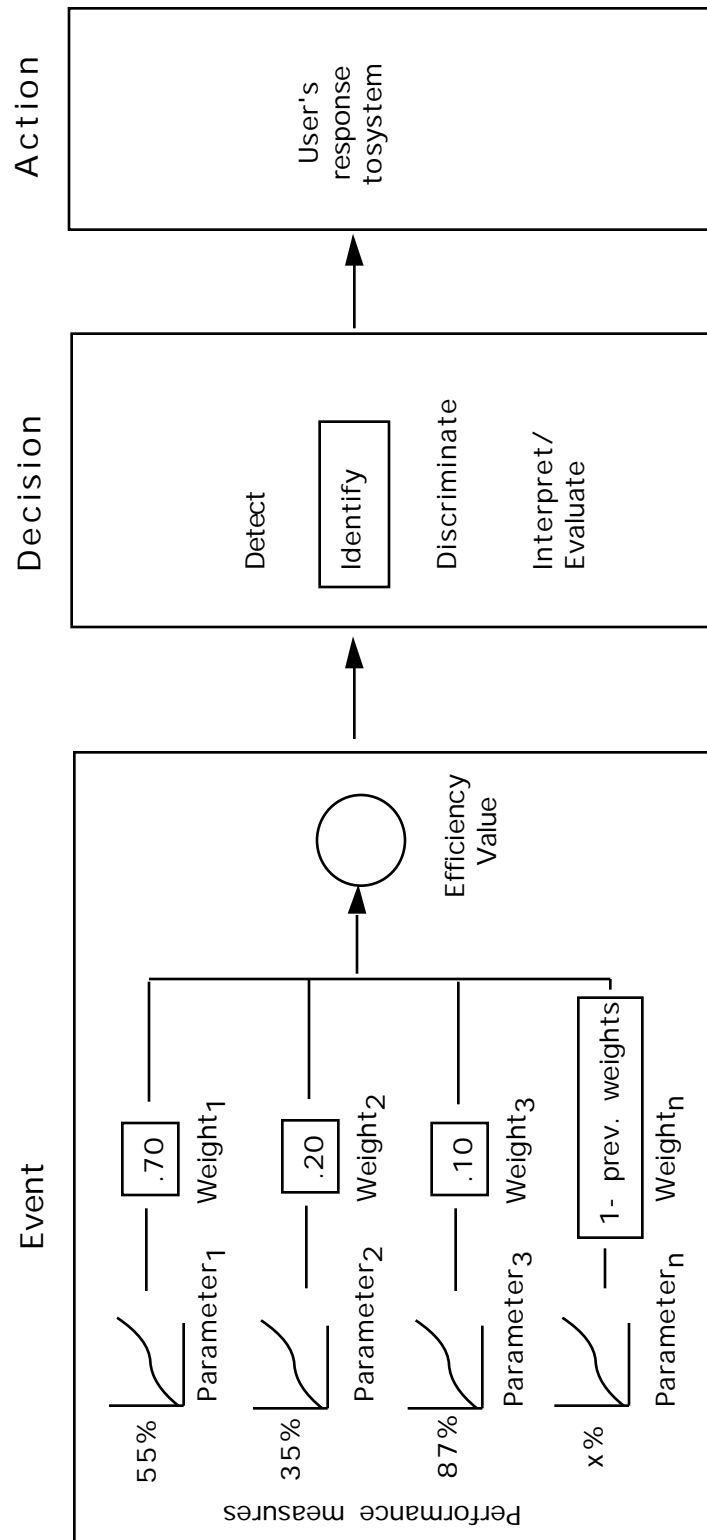 Event
Decision
Action
Performance measures
55%
Parameter1
.70
Weight1
35%
Parameter2
.20
Weight2
87%
Parameter3
.10
Weight3
x%
Parametern
1- prev. weights
Weightn
Efficiency
Value
Detect
Identify
Discriminate
Interpret/
Evaluate
User's
response
tosystem